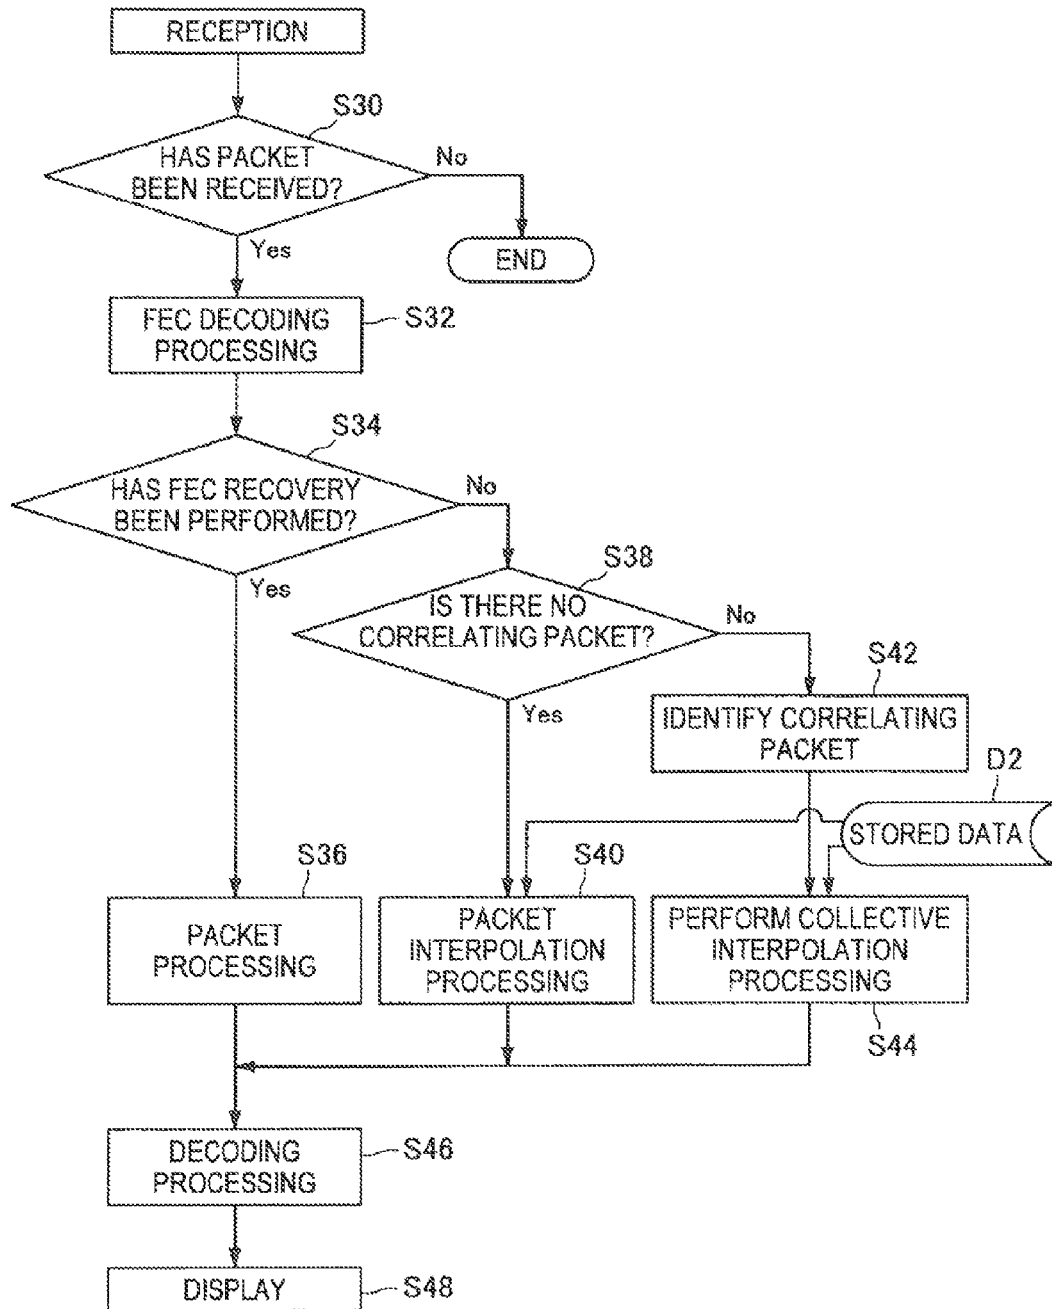 RECEPTION
S30
HAS PACKET
BEEN RECEIVED?
No
Yes
END
FEC DECODING
PROCESSING
S32
S34
HAS FEC RECOVERY
BEEN PERFORMED?
No
Yes
S38
IS THERE NO
CORRELATING PACKET?
No
Yes
S42
IDENTIFY CORRELATING
PACKET
D2
STORED DATA
S36
PACKET
PROCESSING
S40
PACKET
INTERPOLATION
PROCESSING
PERFORM COLLECTIVE
INTERPOLATION
PROCESSING
S44
DECODING
PROCESSING
S46
DISPLAY
S48